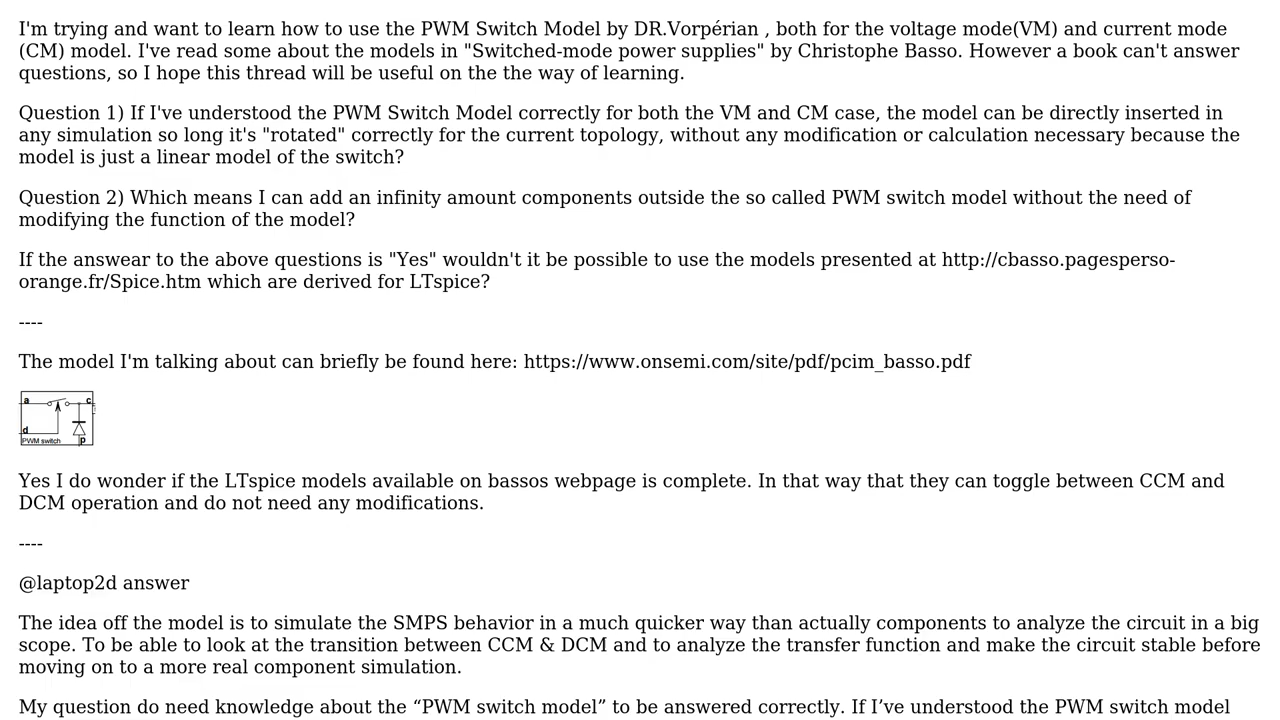 I'm trying and want to learn how to use the PWM Switch Model by DR.Vorpérian , both for the voltage mode(VM) and current mode
(CM) model. I've read some about the models in "Switched-mode power supplies" by Christophe Basso. However a book can't answer
questions, so I hope this thread will be useful on the the way of learning.
Question 1) If I've understood the PWM Switch Model correctly for both the VM and CM case, the model can be directly inserted in
any simulation so long it's "rotated" correctly for the current topology, without any modification or calculation necessary because the
model is just a linear model of the switch?
Question 2) Which means I can add an infinity amount components outside the so called PWM switch model without the need of
modifying the function of the model?
If the answear to the above questions is "Yes" wouldn't it be possible to use the models presented at http://cbasso.pagesperso-
orange.fr/Spice.htm which are derived for LTspice?
----
The model I'm talking about can briefly be found here: https://www.onsemi.com/site/pdf/pcim_basso.pdf
a c
d
PWM switch p
Yes I do wonder if the LTspice models available on bassos webpage is complete. In that way that they can toggle between CCM and
DCM operation and do not need any modifications.
----
@laptop2d answer
The idea off the model is to simulate the SMPS behavior in a much quicker way than actually components to analyze the circuit in a big
scope. To be able to look at the transition between CCM & DCM and to analyze the transfer function and make the circuit stable before
moving on to a more real component simulation.
My question do need knowledge about the “PWM switch model” to be answered correctly. If I’ve understood the PWM switch model